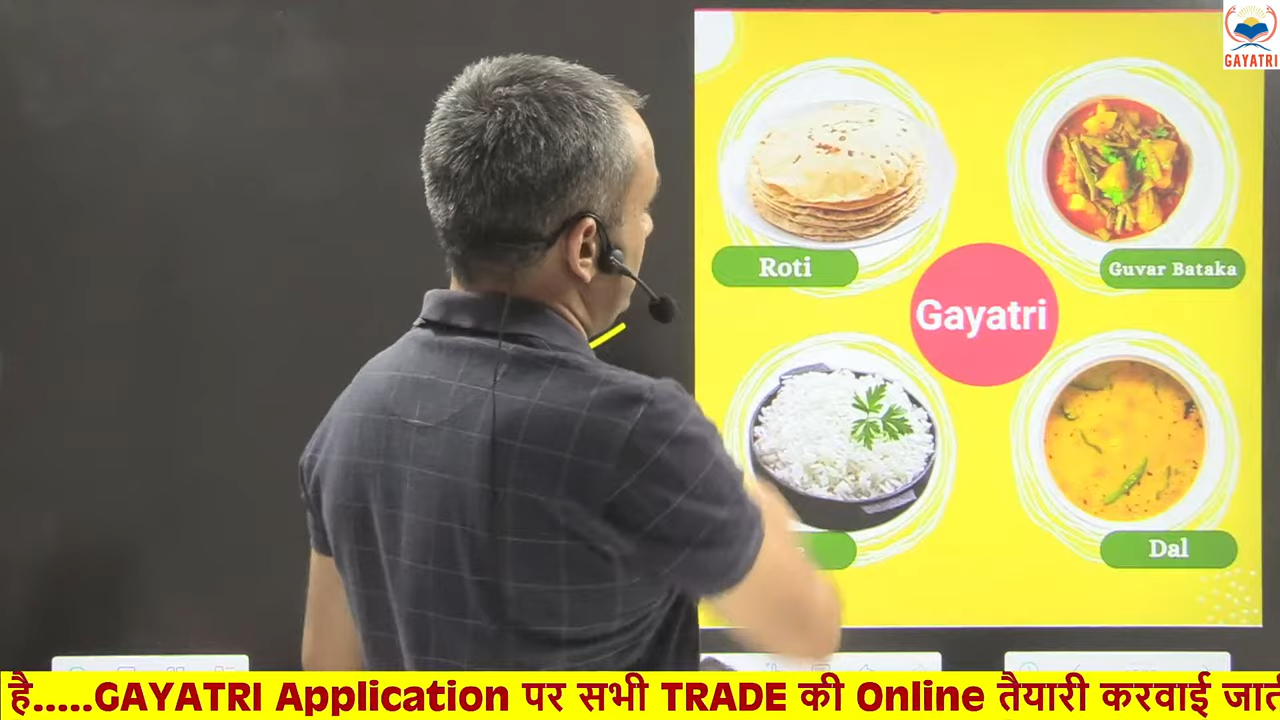 GAYATRI
Roti
Guvar Bataka
Gayatri
Dal
है.....GAYATRI Application पर सभी TRADE की Online तैयारी करवाई